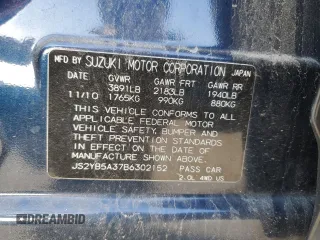 MFD BY SUZUKI MOTOR CORPORATION JAPAN
DATE GVWR GAWR FRT GAWR RR
3891LB 2183LB 1940LB
11/10 1765KG 990KG 880KG
THIS VEHICLE CONFORMS TO ALL
APPLICABLE FEDERAL MOTOR
VEHICLE SAFETY, BUMPER AND
THEFT PREVENTION STANDARDS
IN EFFECT ON THE DATE OF
MANUFACTURE SHOWN ABOVE.
JS2YB5A37B6302152 PASS CAR
2.0L 4WD US
DREAMBID